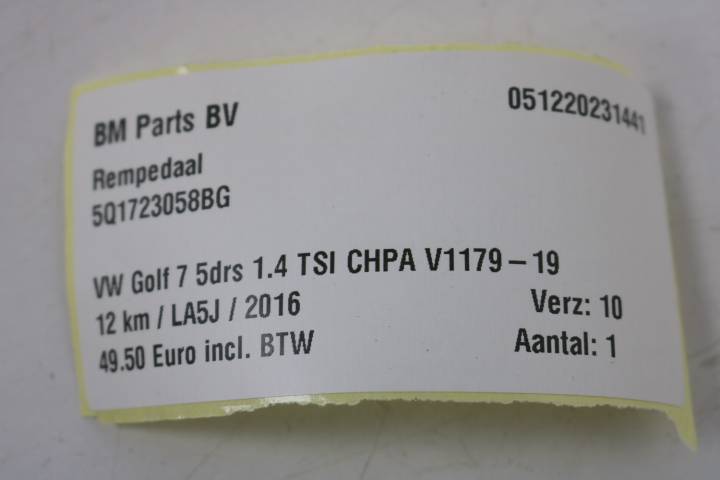 BM Parts BV
051220231441
Rempedaal
5Q1723058BG
VW Golf 7 5drs 1.4 TSI CHPA V1179 – 19
12 km / LA5J / 2016
Verz: 10
49.50 Euro incl. BTW
Aantal: 1